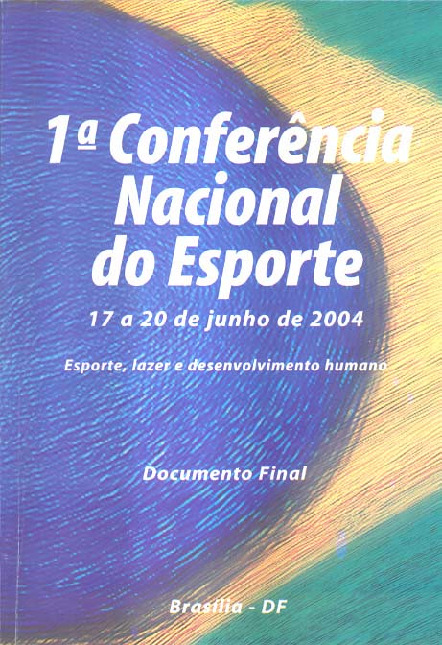 1ª Conferência
Nacional
do Esporte
17 a 20 de junho de 2004
Esporte, lazer e desenvolvimento humano
Documento Final
Brasília - DF